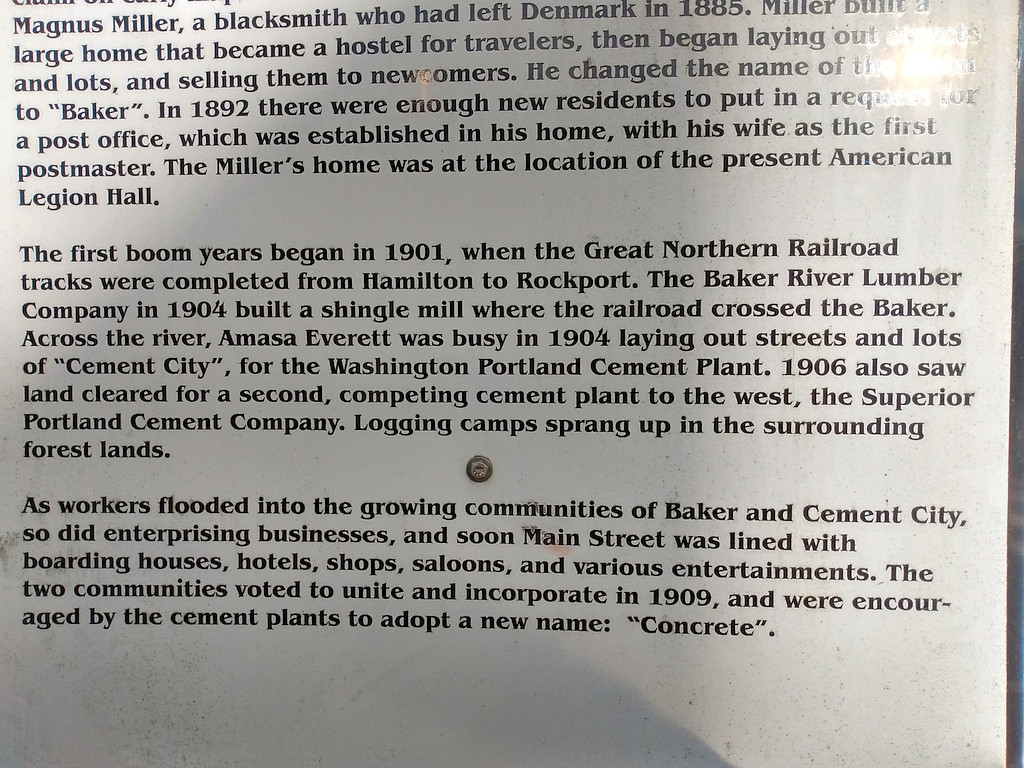 Magnus Miller, a blacksmith who had left Denmark in 1885. Miller built a
large home that became a hostel for travelers, then began laying out streets
and lots, and selling them to newcomers. He changed the name of the
to "Baker". In 1892 there were enough new residents to put in a request for
a post office, which was established in his home, with his wife as the first
postmaster. The Miller's home was at the location of the present American
Legion Hall.
The first boom years began in 1901, when the Great Northern Railroad
tracks were completed from Hamilton to Rockport. The Baker River Lumber
Company in 1904 built a shingle mill where the railroad crossed the Baker.
Across the river, Amasa Everett was busy in 1904 laying out streets and lots
of "Cement City", for the Washington Portland Cement Plant. 1906 also saw
land cleared for a second, competing cement plant to the west, the Superior
Portland Cement Company. Logging camps sprang up in the surrounding
forest lands.
As workers flooded into the growing communities of Baker and Cement City,
so did enterprising businesses, and soon Main Street was lined with
boarding houses, hotels, shops, saloons, and various entertainments. The
two communities voted to unite and incorporate in 1909, and were encour-
aged by the cement plants to adopt a new name: "Concrete".